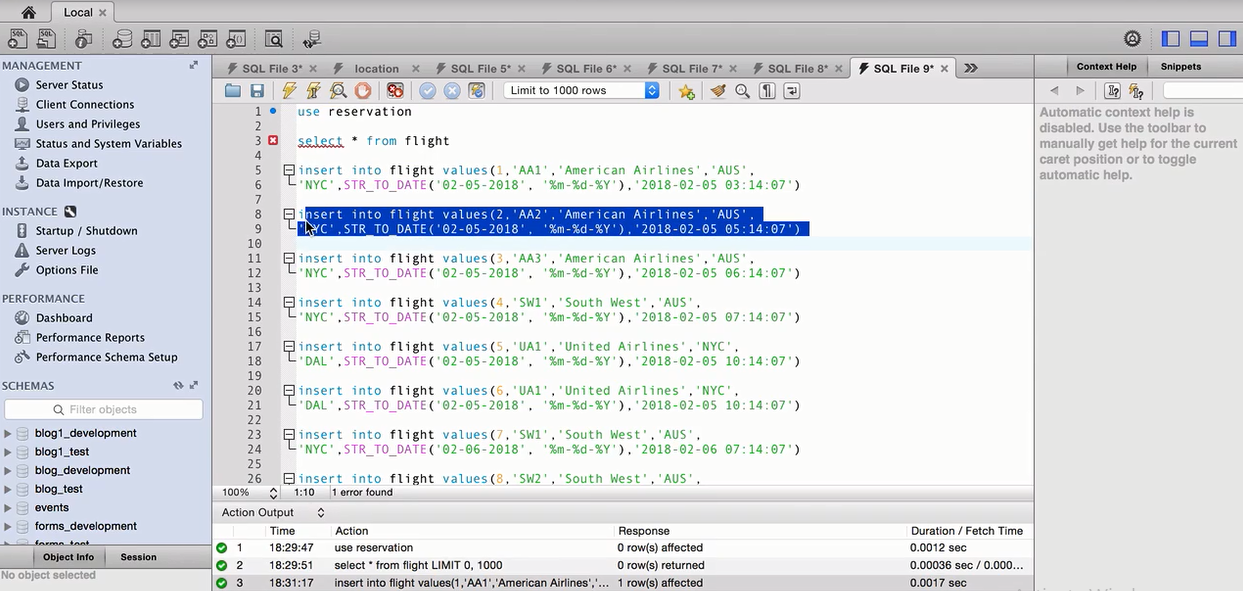 Local
MANAGEMENT
Server Status
Client Connections
Users and Privileges
Status and System Variables
Data Export
Data Import/Restore
INSTANCE
Startup / Shutdown
Server Logs
Options File
PERFORMANCE
Dashboard
Performance Reports
Performance Schema Setup
SCHEMAS
Filter objects
blog1_development
blog1_test
blog_development
blog_test
events
forms_development
forms_test
Object Info Session
No object selected
SQL File 3* location SQL File 5* SQL File 6* SQL File 7* SQL File 8* SQL File 9*
Limit to 1000 rows
1 use reservation
2
3 select * from flight
4
5 insert into flight values(1,'AA1','American Airlines','AUS',
6 'NYC',STR_TO_DATE('02-05-2018', '%m-%d-%Y'),'2018-02-05 03:14:07')
7
8 insert into flight values(2,'AA2','American Airlines','AUS',
9 'NYC',STR_TO_DATE('02-05-2018', '%m-%d-%Y'),'2018-02-05 05:14:07')
10
11 insert into flight values(3,'AA3','American Airlines','AUS',
12 'NYC',STR_TO_DATE('02-05-2018', '%m-%d-%Y'),'2018-02-05 06:14:07')
13
14 insert into flight values(4,'SW1','South West','AUS',
15 'NYC',STR_TO_DATE('02-05-2018', '%m-%d-%Y'),'2018-02-05 07:14:07')
16
17 insert into flight values(5,'UA1','United Airlines','NYC',
18 'DAL',STR_TO_DATE('02-05-2018', '%m-%d-%Y'),'2018-02-05 10:14:07')
19
20 insert into flight values(6,'UA1','United Airlines','NYC',
21 'DAL',STR_TO_DATE('02-05-2018', '%m-%d-%Y'),'2018-02-05 10:14:07')
22
23 insert into flight values(7,'SW1','South West','AUS',
24 'NYC',STR_TO_DATE('02-06-2018', '%m-%d-%Y'),'2018-02-06 07:14:07')
25
26 insert into flight values(8,'SW2','South West','AUS',
100% 1:10 1 error found
Action Output
Time Action Response Duration / Fetch Time
1 18:29:47 use reservation 0 row(s) affected 0.0012 sec
2 18:29:51 select * from flight LIMIT 0, 1000 0 row(s) returned 0.00036 sec / 0.000...
3 18:31:17 insert into flight values(1,'AA1','American Airlines','... 1 row(s) affected 0.0017 sec
Context Help Snippets
Automatic context help is
disabled. Use the toolbar to
manually get help for the current
caret position or to toggle
automatic help.